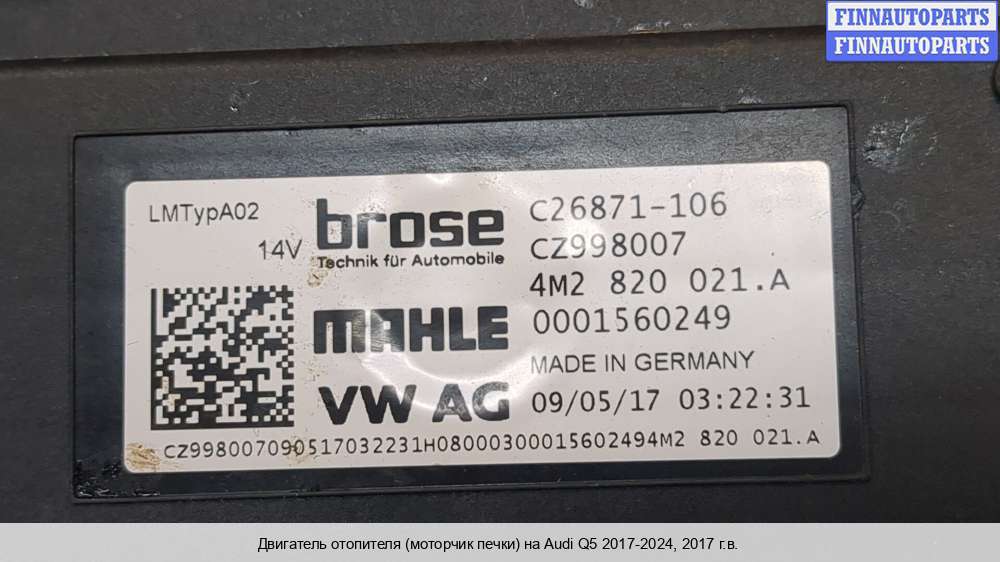 FINNAUTOPARTS
FINNAUTOPARTS
LMTypA02
14V
brose
Technik für Automobile
C26871-106
CZ998007
4M2 820 021.A
MAHLE
0001560249
MADE IN GERMANY
VW AG
09/05/17 03:22:31
CZ998007090517032231H08000300015602494M2 820 021.A
Двигатель отопителя (моторчик печки) на Audi Q5 2017-2024, 2017 г.в.